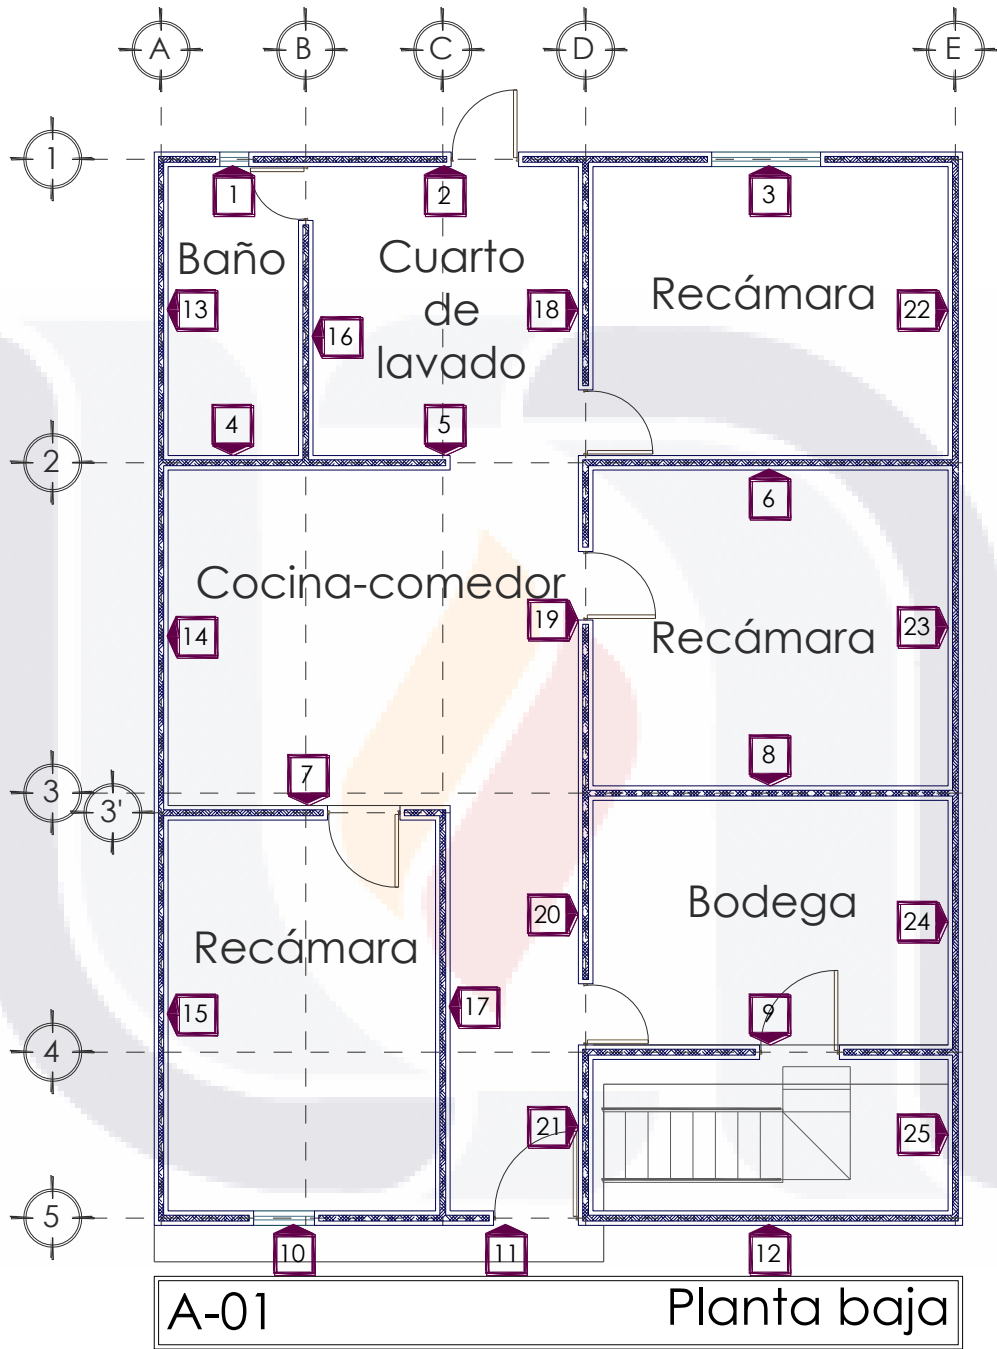 A B C D E
1
1 2 3
Baño
Cuarto
de
lavado
Recámara
13 16 18 22
4 5
2
6
Cocina-comedor
14 19 23
Recámara
7 8
3
3'
Bodega
20 24
Recámara
15 17 9
4
21 25
5
10 11 12
A-01 Planta baja